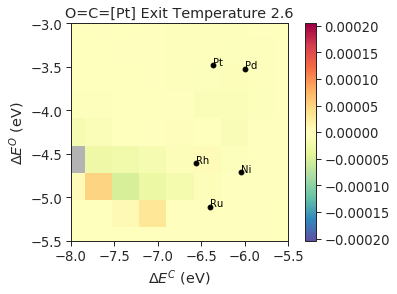 O=C=[Pt] Exit Temperature 2.6
−3.0
−3.5
−4.0
−4.5
−5.0
−5.5
ΔE^O (eV)
Pt
Pd
Rh
Ni
Ru
−8.0 −7.5 −7.0 −6.5 −6.0 −5.5
ΔE^C (eV)
0.00020
0.00015
0.00010
0.00005
0.00000
−0.00005
−0.00010
−0.00015
−0.00020